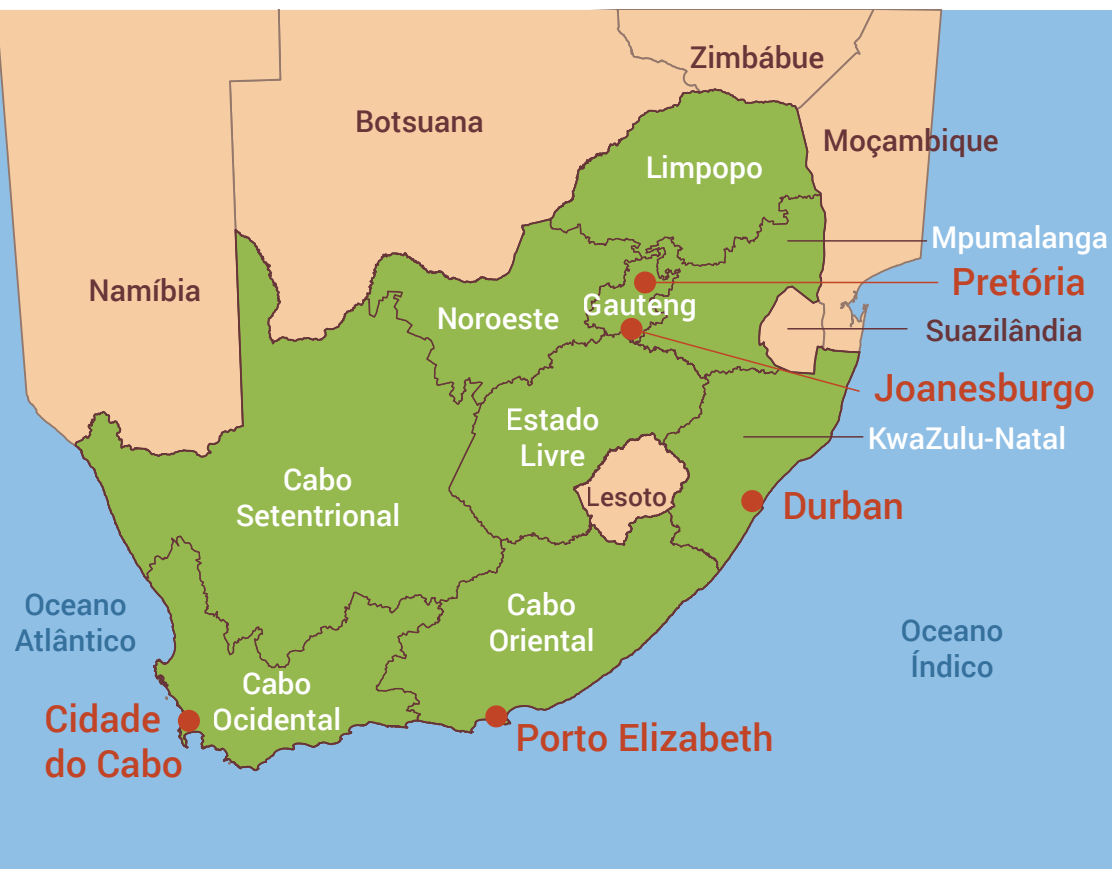 Zimbábue
Botsuana
Moçambique
Limpopo
Mpumalanga
Pretória
Namíbia
Gauteng
Noroeste
Suazilândia
Joanesburgo
Estado
Livre
KwaZulu-Natal
Cabo
Setentrional
Lesoto
Durban
Oceano
Atlântico
Cabo
Oriental
Oceano
Índico
Cabo
Ocidental
Cidade
do Cabo
Porto Elizabeth